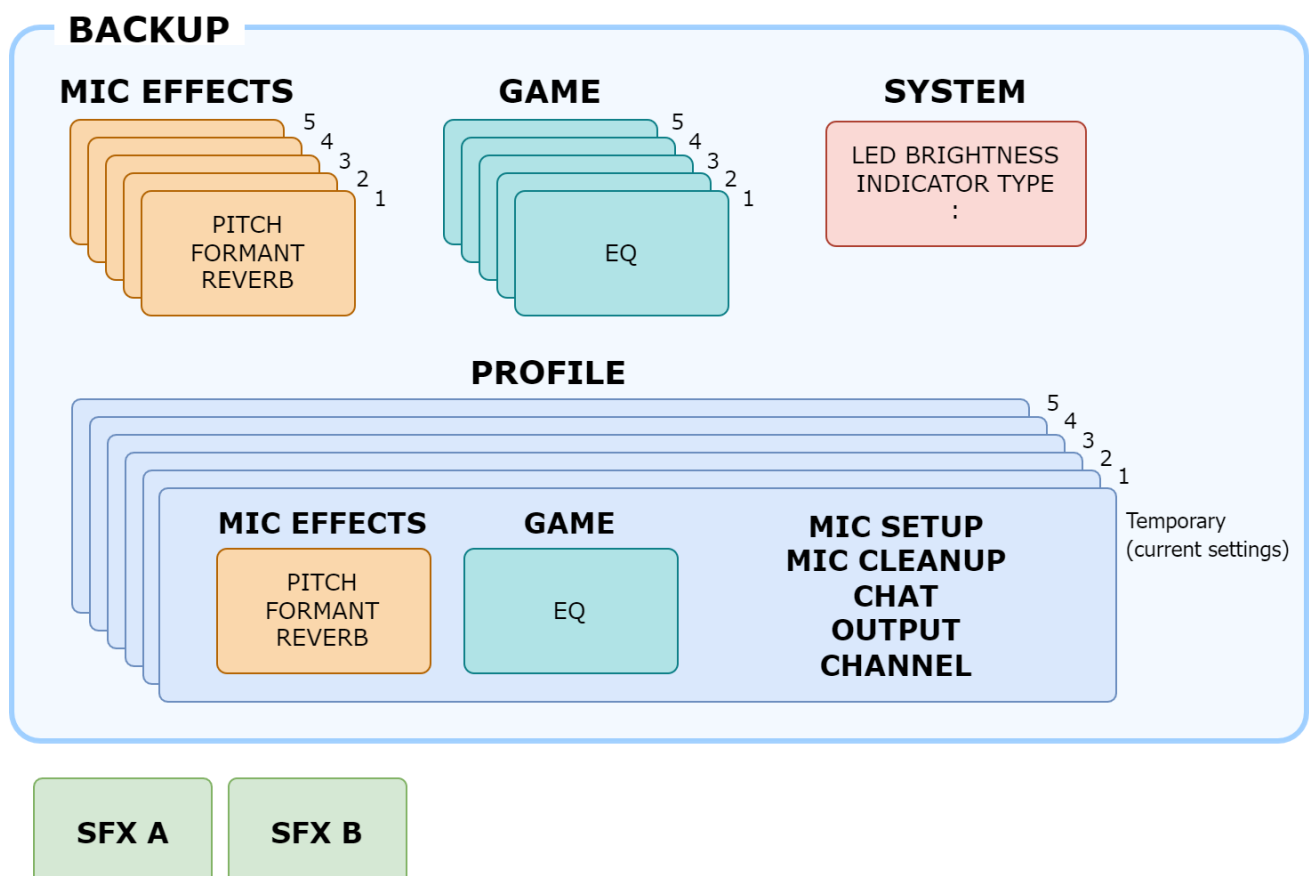 BACKUP
MIC EFFECTS
5
4
3
2
1
PITCH
FORMANT
REVERB
GAME
5
4
3
2
1
EQ
SYSTEM
LED BRIGHTNESS
INDICATOR TYPE
:
PROFILE
5
4
3
2
1
Temporary
(current settings)
MIC EFFECTS
PITCH
FORMANT
REVERB
GAME
EQ
MIC SETUP
MIC CLEANUP
CHAT
OUTPUT
CHANNEL
SFX A
SFX B